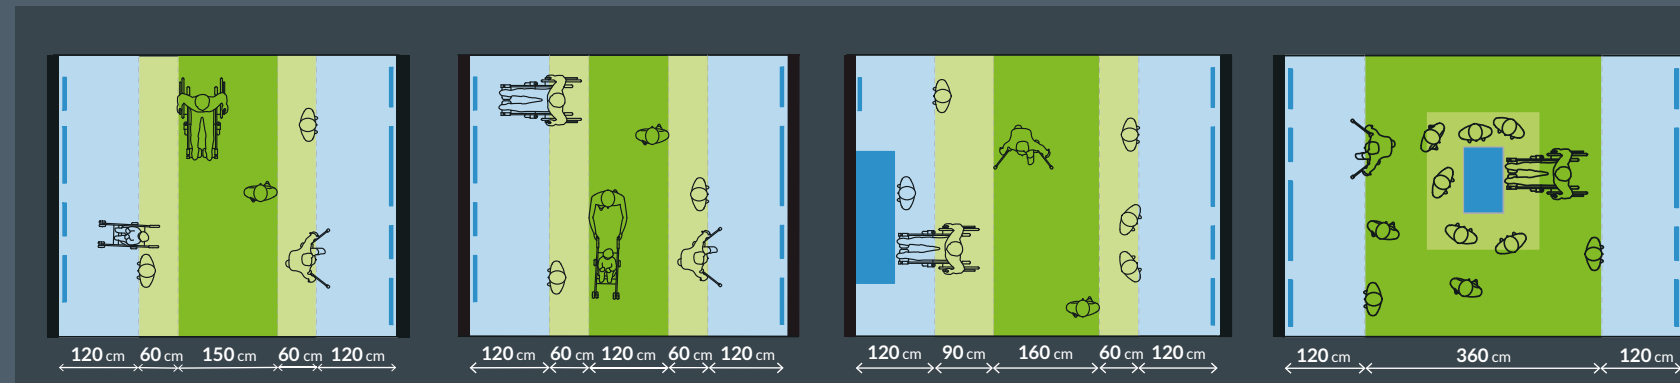 120 cm 60 cm 150 cm 60 cm 120 cm
120 cm 60 cm 120 cm 60 cm 120 cm
120 cm 90 cm 160 cm 60 cm 120 cm
120 cm 360 cm 120 cm